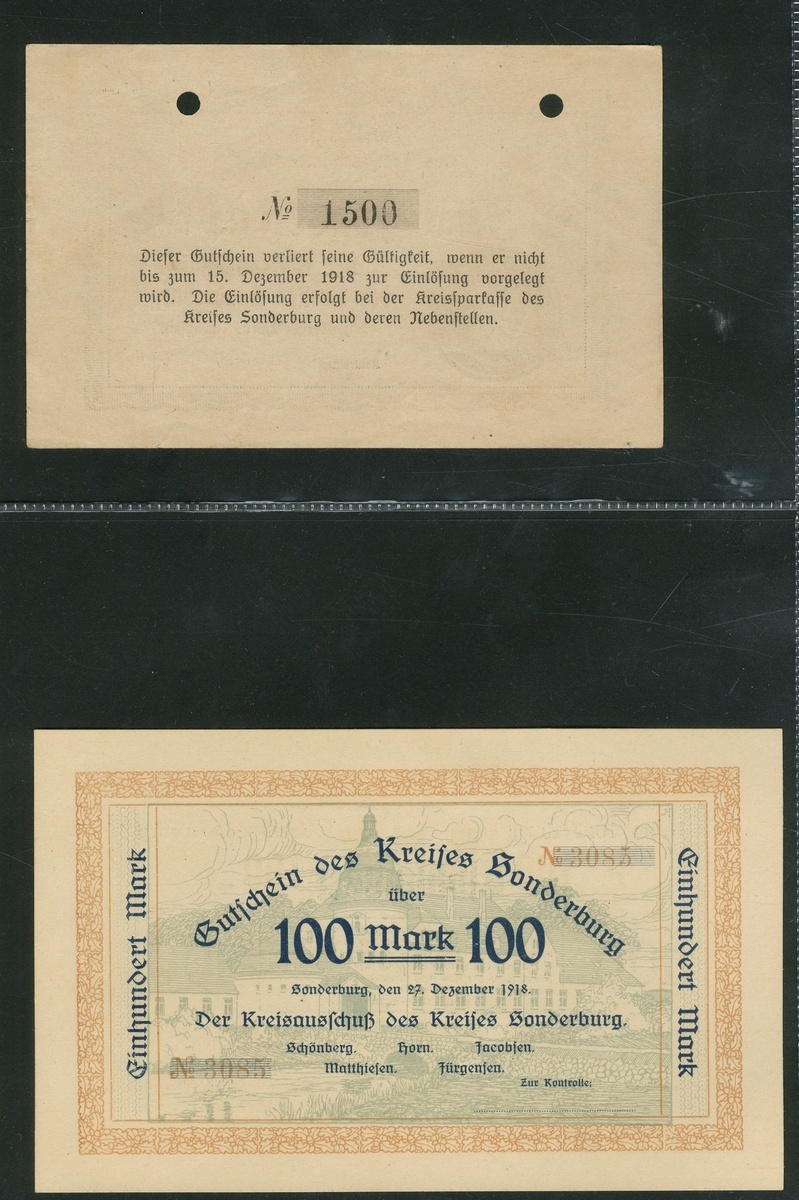 № 1500
Dieser Gutschein verliert seine Gültigkeit, wenn er nicht
bis zum 15. Dezember 1918 zur Einlösung vorgelegt
wird. Die Einlösung erfolgt bei der Kreissparkasse des
Kreises Sonderburg und deren Nebenstellen.
Gutschein des Kreises Sonderburg
№ 3085
über
100 Mark 100
Sonderburg, den 27. Dezember 1918.
Der Kreisausschuß des Kreises Sonderburg.
Schönberg. Horn. Jacobsen.
Matthiesen. Jürgensen.
№ 3085
Zur Kontrolle:
Einhundert Mark
Einhundert Mark